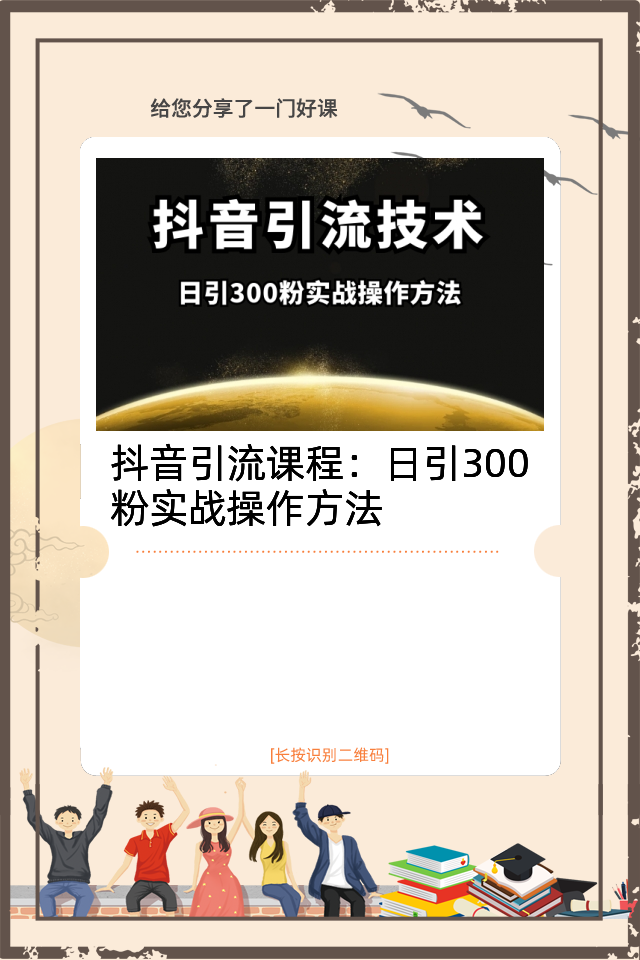 给您分享了一门好课
抖音引流技术
日引300粉实战操作方法
抖音引流课程：日引300
粉实战操作方法
[长按识别二维码]